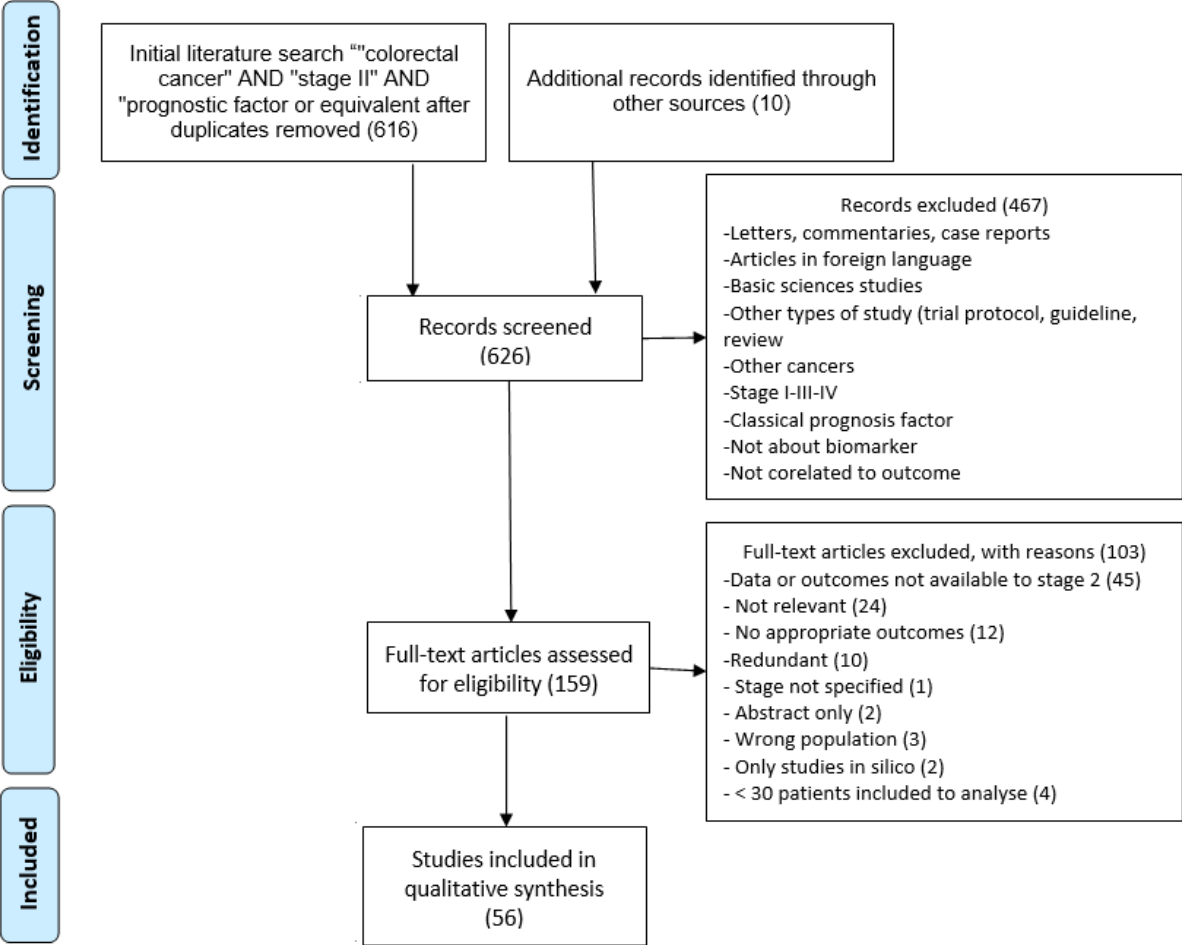 Identification
Initial literature search “"colorectal
cancer" AND "stage II" AND
"prognostic factor or equivalent after
duplicates removed (616)
Additional records identified through
other sources (10)
Screening
Records screened
(626)
Records excluded (467)
-Letters, commentaries, case reports
-Articles in foreign language
-Basic sciences studies
-Other types of study (trial protocol, guideline,
review
-Other cancers
-Stage I-III-IV
-Classical prognosis factor
-Not about biomarker
-Not corelated to outcome
Eligibility
Full-text articles assessed
for eligibility (159)
Full-text articles excluded, with reasons (103)
-Data or outcomes not available to stage 2 (45)
- Not relevant (24)
- No appropriate outcomes (12)
-Redundant (10)
- Stage not specified (1)
- Abstract only (2)
- Wrong population (3)
- Only studies in silico (2)
- < 30 patients included to analyse (4)
Included
Studies included in
qualitative synthesis
(56)